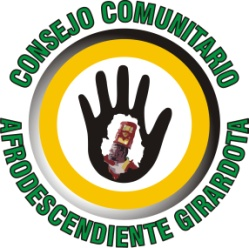 CONSEJO COMUNITARIO
AFRODESCENDIENTE GIRARDOTA